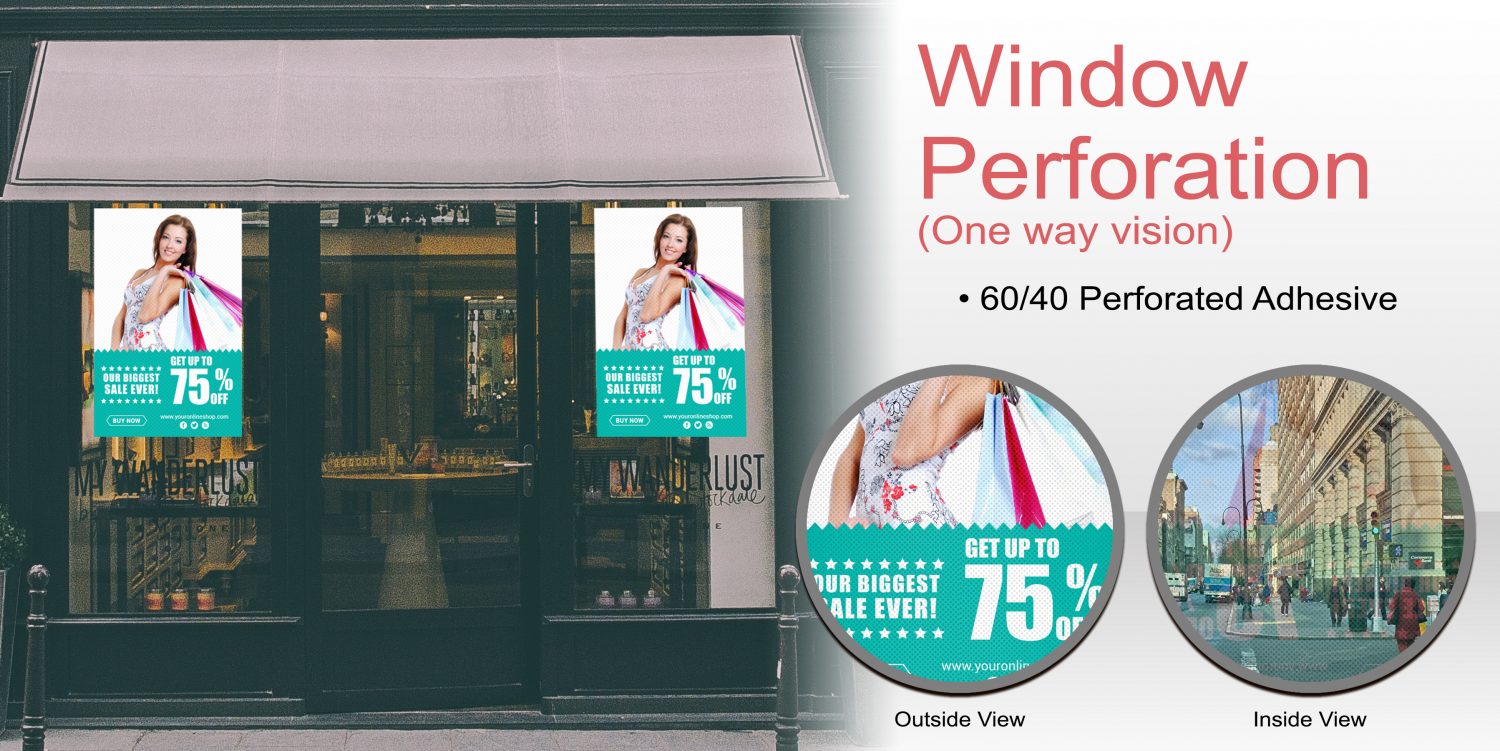 Window
Perforation
(One way vision)
• 60/40 Perforated Adhesive
GET UP TO
OUR BIGGEST
SALE EVER!
75%
OFF
BUY NOW
www.youronlineshop.com
GET UP TO
OUR BIGGEST
SALE EVER!
75%
OFF
BUY NOW
www.youronlineshop.com
MY WANDERLUST
MY WANDERLUST
GET UP TO
OUR BIGGEST
ALE EVER!
75%
OF
www.youronlin
Outside View
Inside View